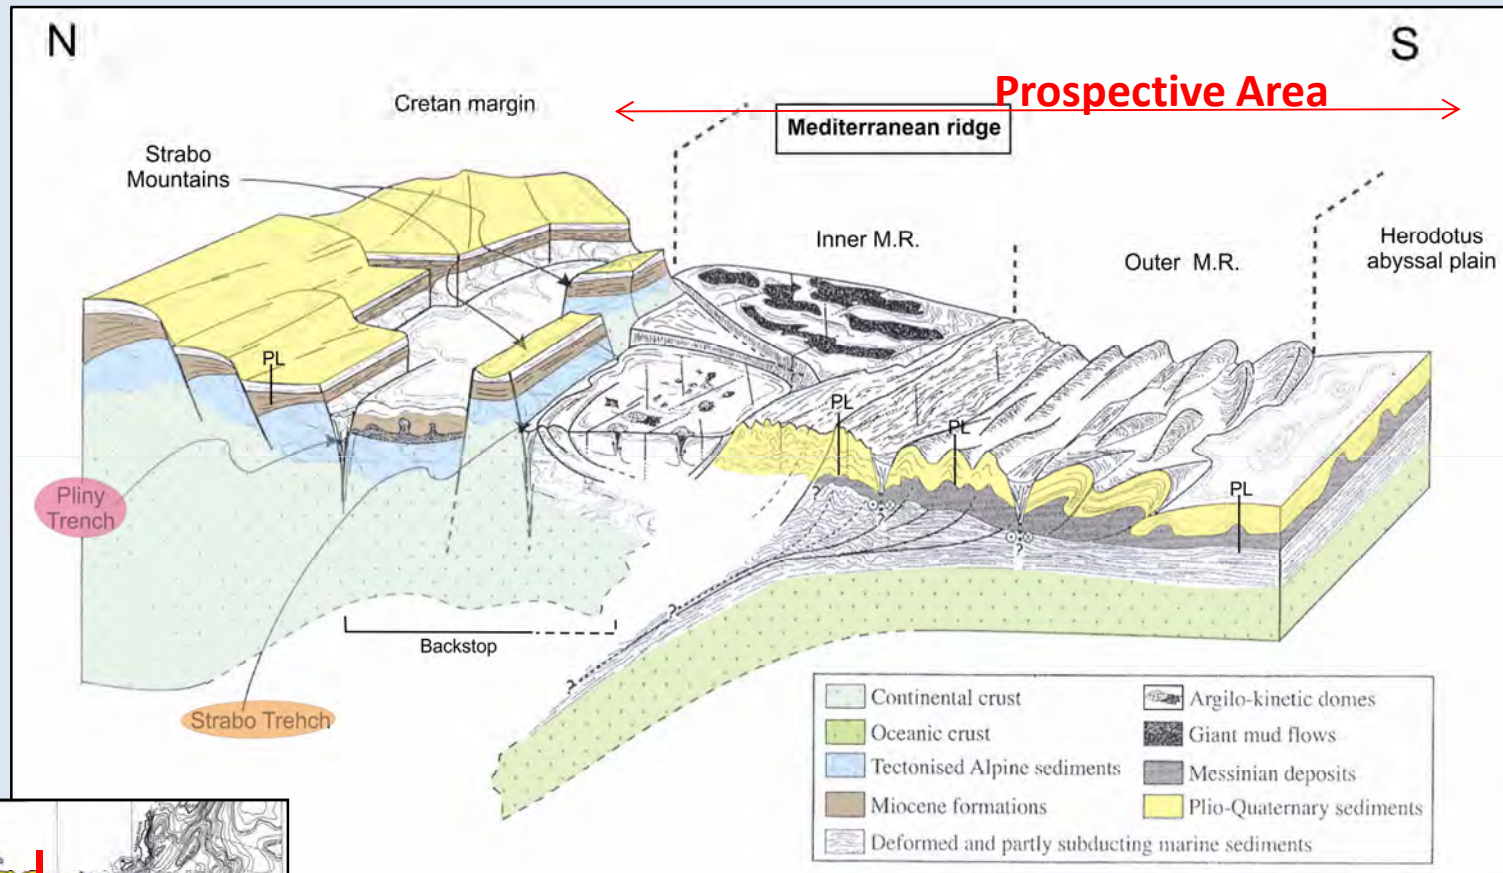 N
S
Prospective Area
Cretan margin
Mediterranean ridge
Strabo
Mountains
Inner M.R.
Outer M.R.
Herodotus
abyssal plain
PL
PL
PL
PL
Pliny
Trench
?
?
?
?
?
Backstop
Strabo Trehch
Continental crust
Oceanic crust
Tectonised Alpine sediments
Miocene formations
Deformed and partly subducting marine sediments
Argilo-kinetic domes
Giant mud flows
Messinian deposits
Plio-Quaternary sediments